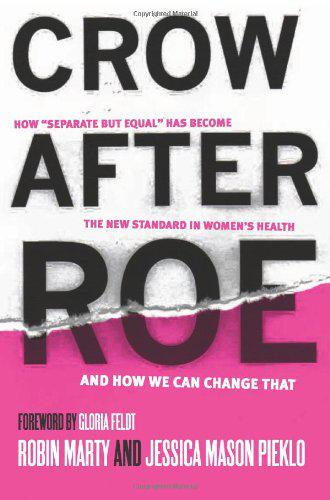 CROW
HOW “SEPARATE BUT EQUAL” HAS BECOME
AFTER
THE NEW STANDARD IN WOMEN’S HEALTH
ROE
AND HOW WE CAN CHANGE THAT
FOREWORD BY GLORIA FELDT
ROBIN MARTY AND JESSICA MASON PIEKLO